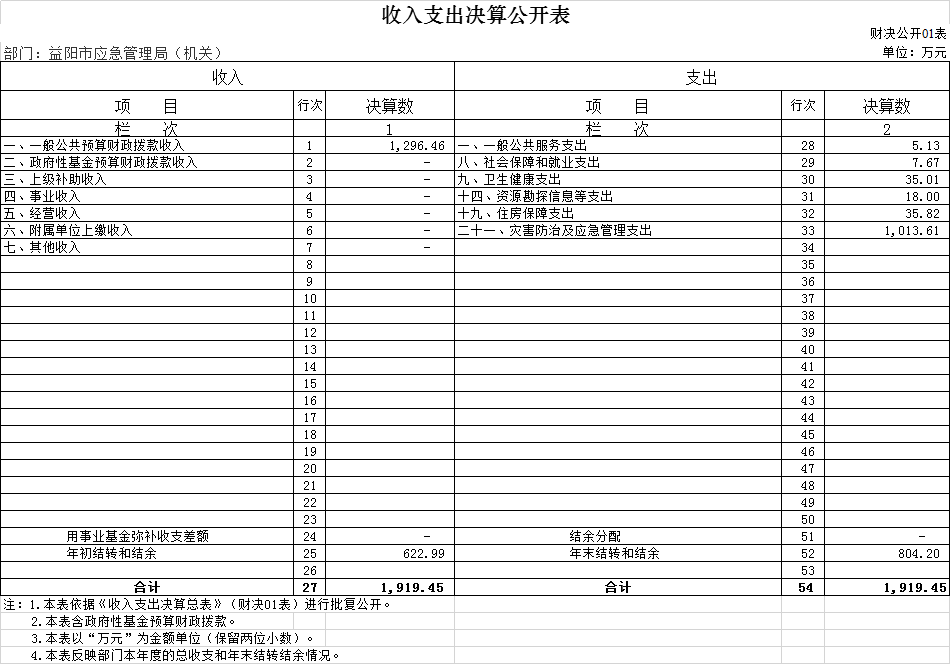 收入支出决算公开表
财决公开01表
部门：益阳市应急管理局（机关） 单位：万元
收入 支出
项 目 行次 决算数 项 目 行次 决算数
栏 次 1 栏 次 2
一、一般公共预算财政拨款收入 1 1,296.46 一、一般公共服务支出 28 5.13
二、政府性基金预算财政拨款收入 2 - 八、社会保障和就业支出 29 7.67
三、上级补助收入 3 - 九、卫生健康支出 30 35.01
四、事业收入 4 - 十四、资源勘探信息等支出 31 18.00
五、经营收入 5 - 十九、住房保障支出 32 35.82
六、附属单位上缴收入 6 - 二十一、灾害防治及应急管理支出 33 1,013.61
七、其他收入 7 - 34
8 35
9 36
10 37
11 38
12 39
13 40
14 41
15 42
16 43
17 44
18 45
19 46
20 47
21 48
22 49
23 50
用事业基金弥补收支差额 24 - 结余分配 51 -
年初结转和结余 25 622.99 年末结转和结余 52 804.20
26 53
合计 27 1,919.45 合计 54 1,919.45
注：1.本表依据《收入支出决算总表》（财决01表）进行批复公开。
2.本表含政府性基金预算财政拨款。
3.本表以“万元”为金额单位（保留两位小数）。
4.本表反映部门本年度的总收支和年末结转结余情况。